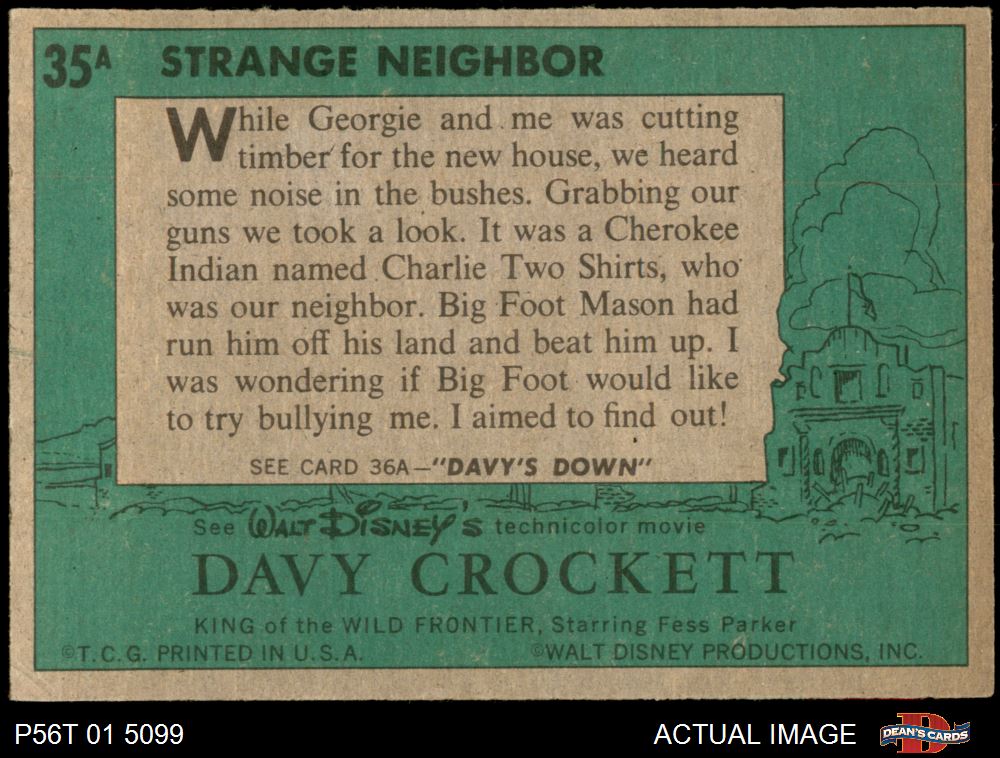 35A STRANGE NEIGHBOR
While Georgie and me was cutting
timber for the new house, we heard
some noise in the bushes. Grabbing our
guns we took a look. It was a Cherokee
Indian named Charlie Two Shirts, who
was our neighbor. Big Foot Mason had
run him off his land and beat him up. I
was wondering if Big Foot would like
to try bullying me. I aimed to find out!
SEE CARD 36A—"DAVY'S DOWN"
See WALT DISNEY'S technicolor movie
DAVY CROCKETT
KING of the WILD FRONTIER, Starring Fess Parker
©T.C.G. PRINTED IN U.S.A. ©WALT DISNEY PRODUCTIONS, INC.
P56T 01 5099 ACTUAL IMAGE D DEAN'S CARDS